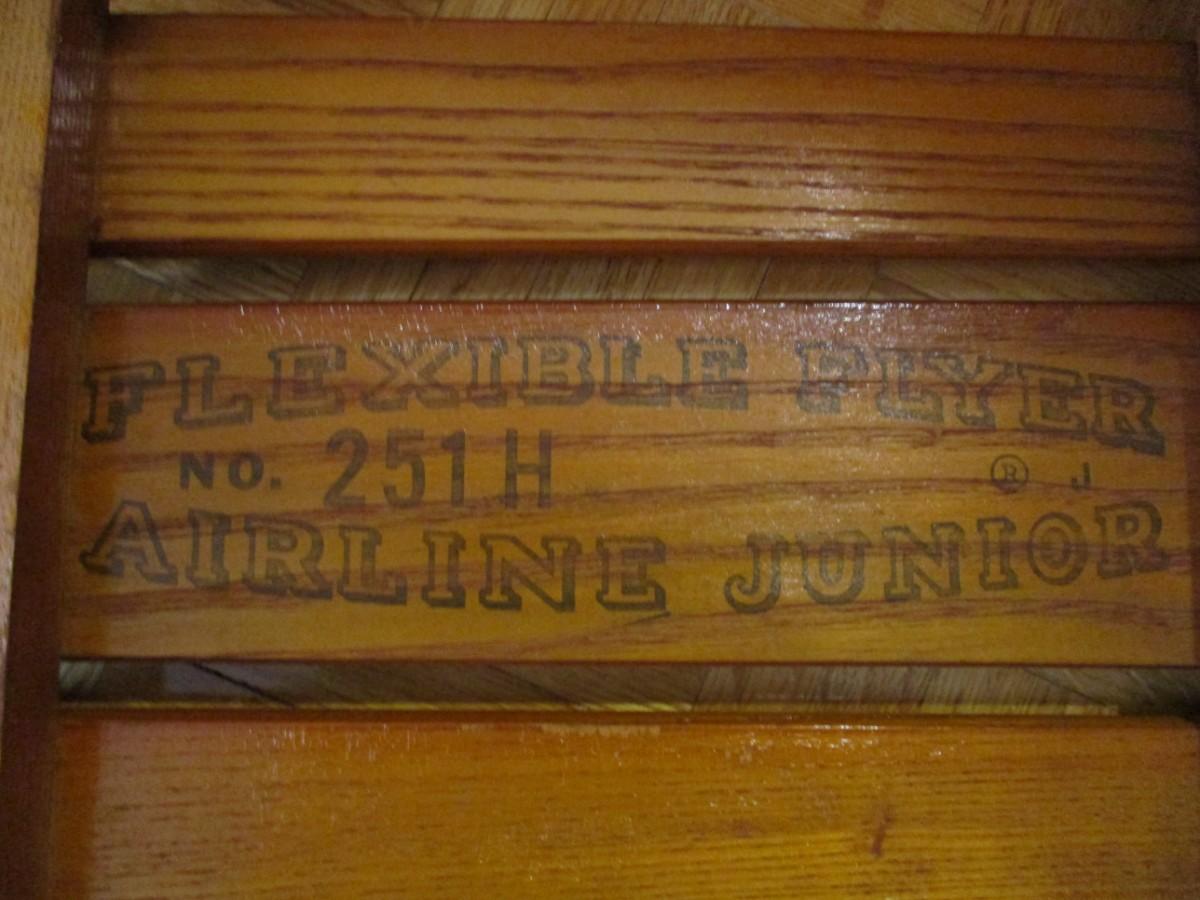 FLEXIBLE FLYER
NO. 251H ® J
AIRLINE JUNIOR